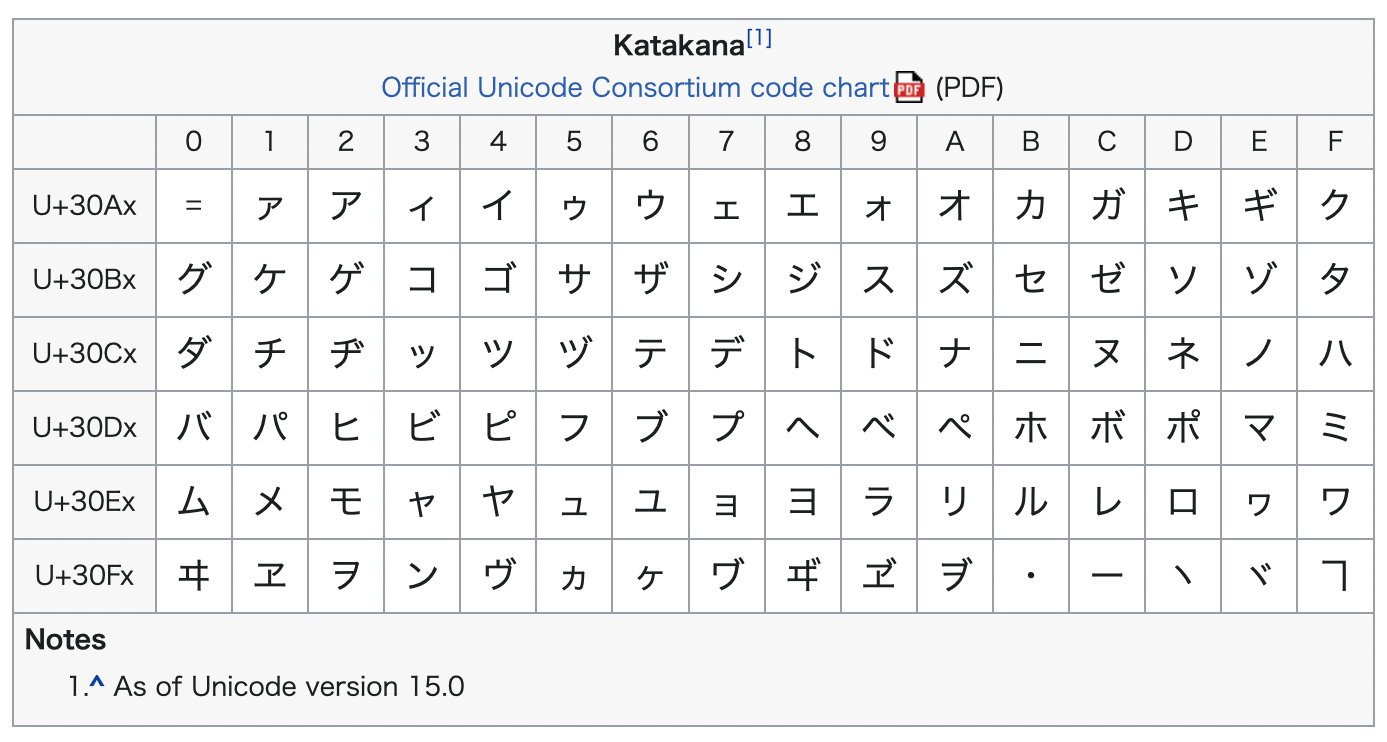 Katakana[1]
Official Unicode Consortium code chart PDF (PDF)
0 1 2 3 4 5 6 7 8 9 A B C D E F
U+30Ax ゠ ァ ア ィ イ ゥ ウ ェ エ ォ オ カ ガ キ ギ ク
U+30Bx グ ケ ゲ コ ゴ サ ザ シ ジ ス ズ セ ゼ ソ ゾ タ
U+30Cx ダ チ ヂ ッ ツ ヅ テ デ ト ド ナ ニ ヌ ネ ノ ハ
U+30Dx バ パ ヒ ビ ピ フ ブ プ ヘ ベ ペ ホ ボ ポ マ ミ
U+30Ex ム メ モ ャ ヤ ュ ユ ョ ヨ ラ リ ル レ ロ ヮ ワ
U+30Fx ヰ ヱ ヲ ン ヴ ヵ ヶ ヷ ヸ ヹ ヺ ・ ー ヽ ヾ ヿ
Notes
1.^ As of Unicode version 15.0